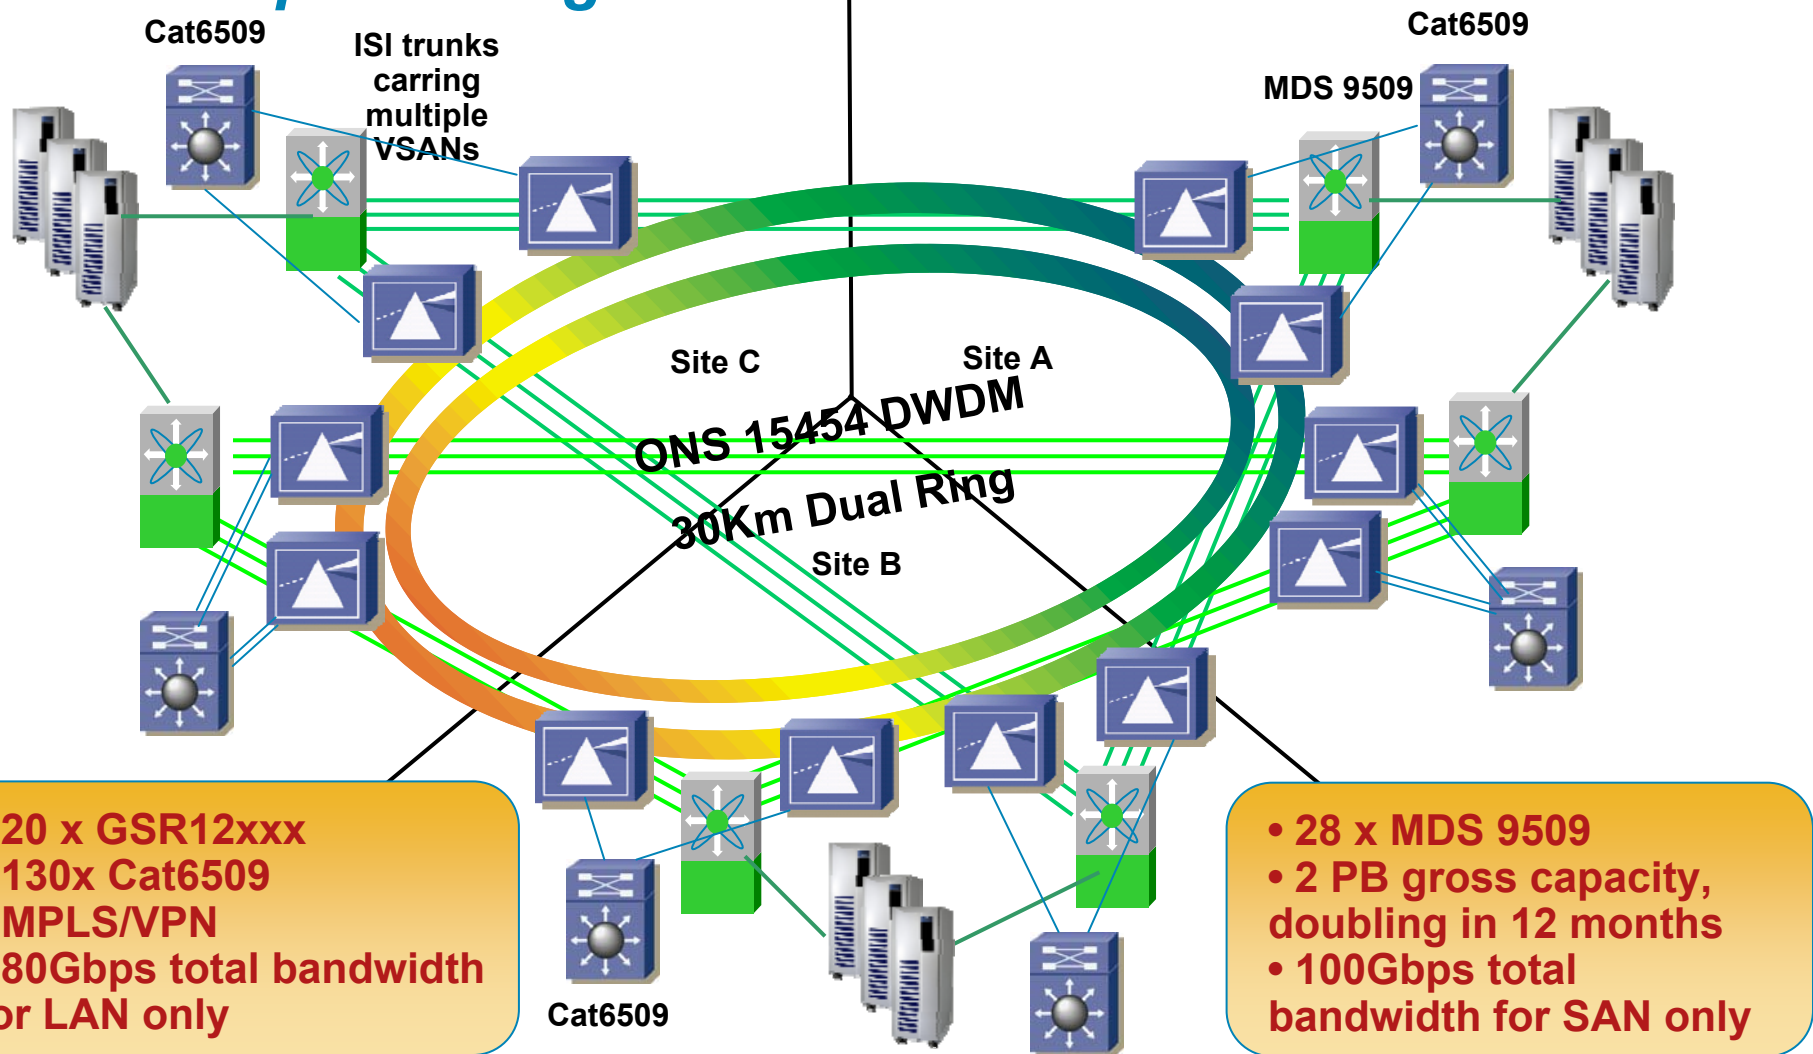 Cat6509
ISI trunks
carring
multiple
VSANs
Cat6509
MDS 9509
Site C
Site A
ONS 15454 DWDM
30Km Dual Ring
Site B
20 x GSR12xxx
130x Cat6509
MPLS/VPN
80Gbps total bandwidth
or LAN only
Cat6509
• 28 x MDS 9509
• 2 PB gross capacity,
doubling in 12 months
• 100Gbps total
bandwidth for SAN only